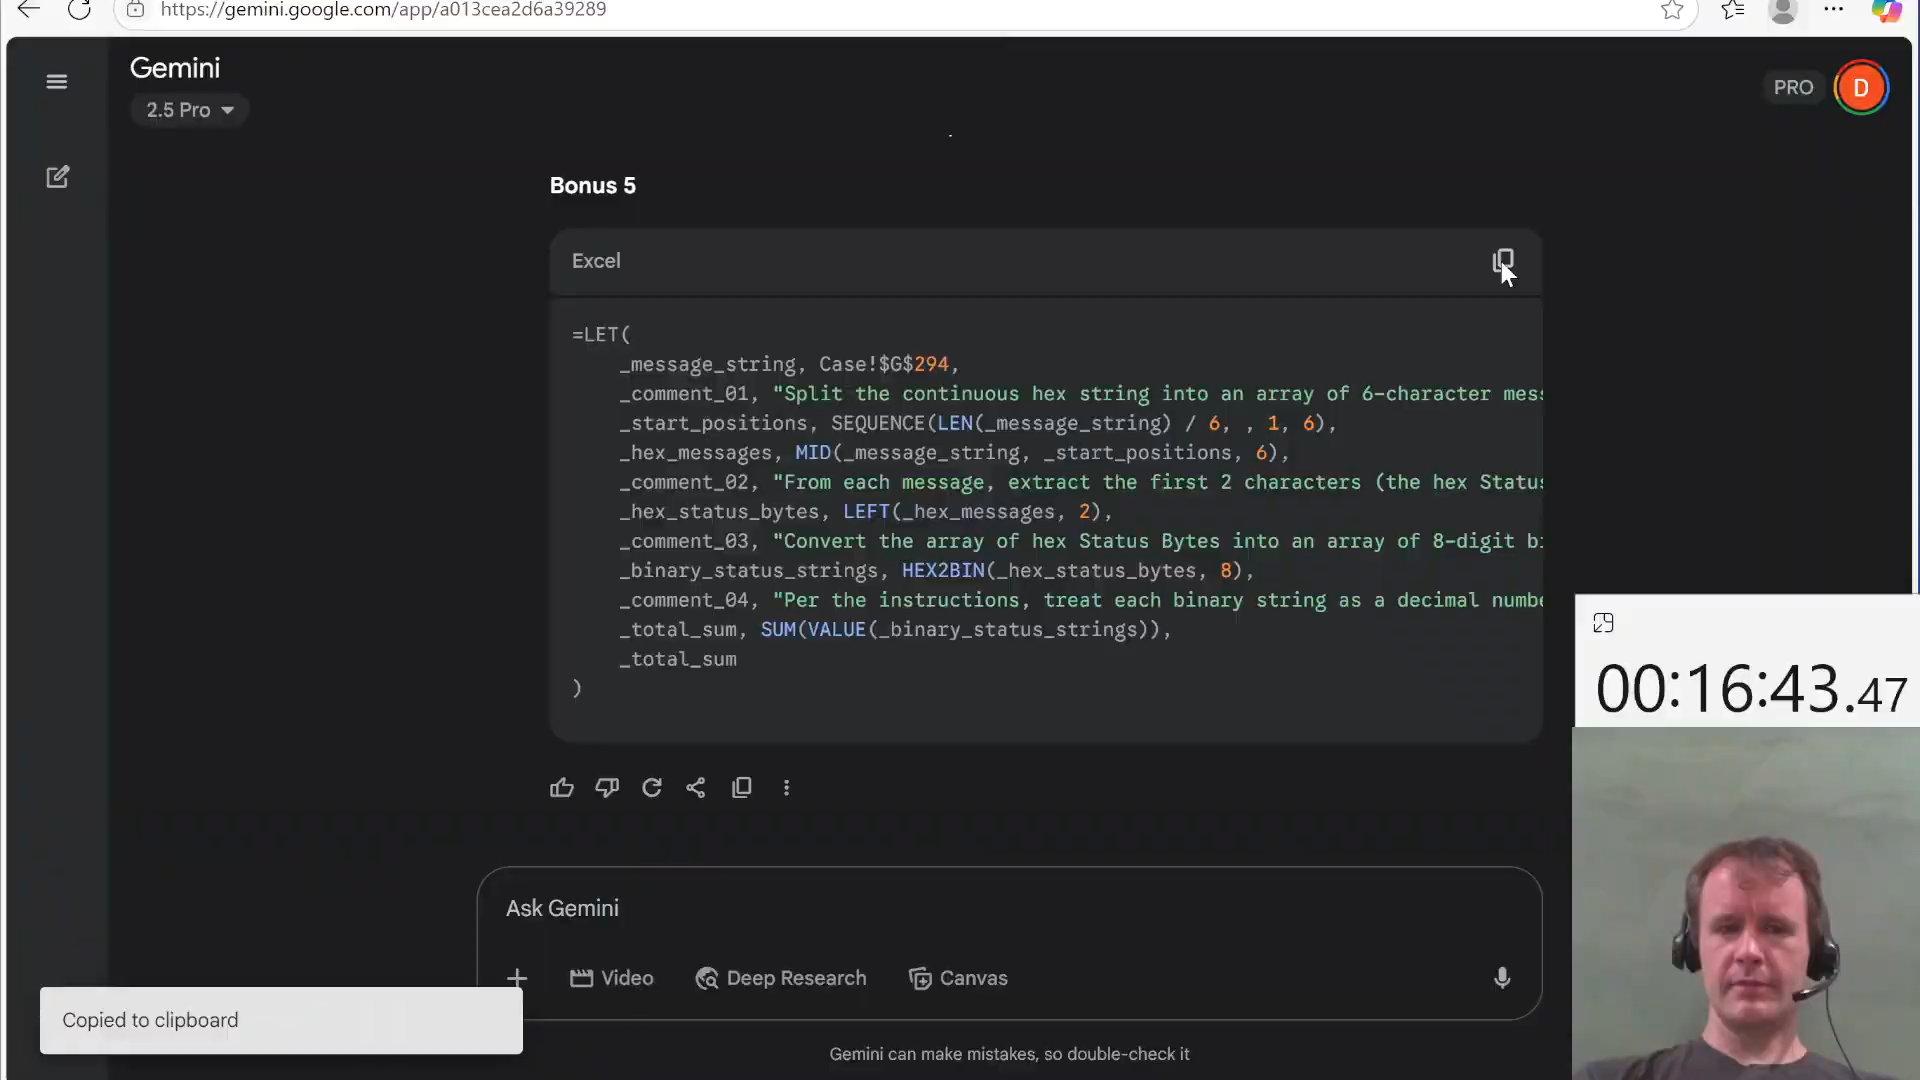 https://gemini.google.com/app/a013cea2d6a39289
Gemini
2.5 Pro
PRO
D
Bonus 5
Excel
=LET(
_message_string, Case!$G$294,
_comment_01, "Split the continuous hex string into an array of 6-character mess
_start_positions, SEQUENCE(LEN(_message_string) / 6, , 1, 6),
_hex_messages, MID(_message_string, _start_positions, 6),
_comment_02, "From each message, extract the first 2 characters (the hex Status
_hex_status_bytes, LEFT(_hex_messages, 2),
_comment_03, "Convert the array of hex Status Bytes into an array of 8-digit bi
_binary_status_strings, HEX2BIN(_hex_status_bytes, 8),
_comment_04, "Per the instructions, treat each binary string as a decimal numbe
_total_sum, SUM(VALUE(_binary_status_strings)),
_total_sum
)
00:16:43.47
Ask Gemini
Video
Deep Research
Canvas
Copied to clipboard
Gemini can make mistakes, so double-check it